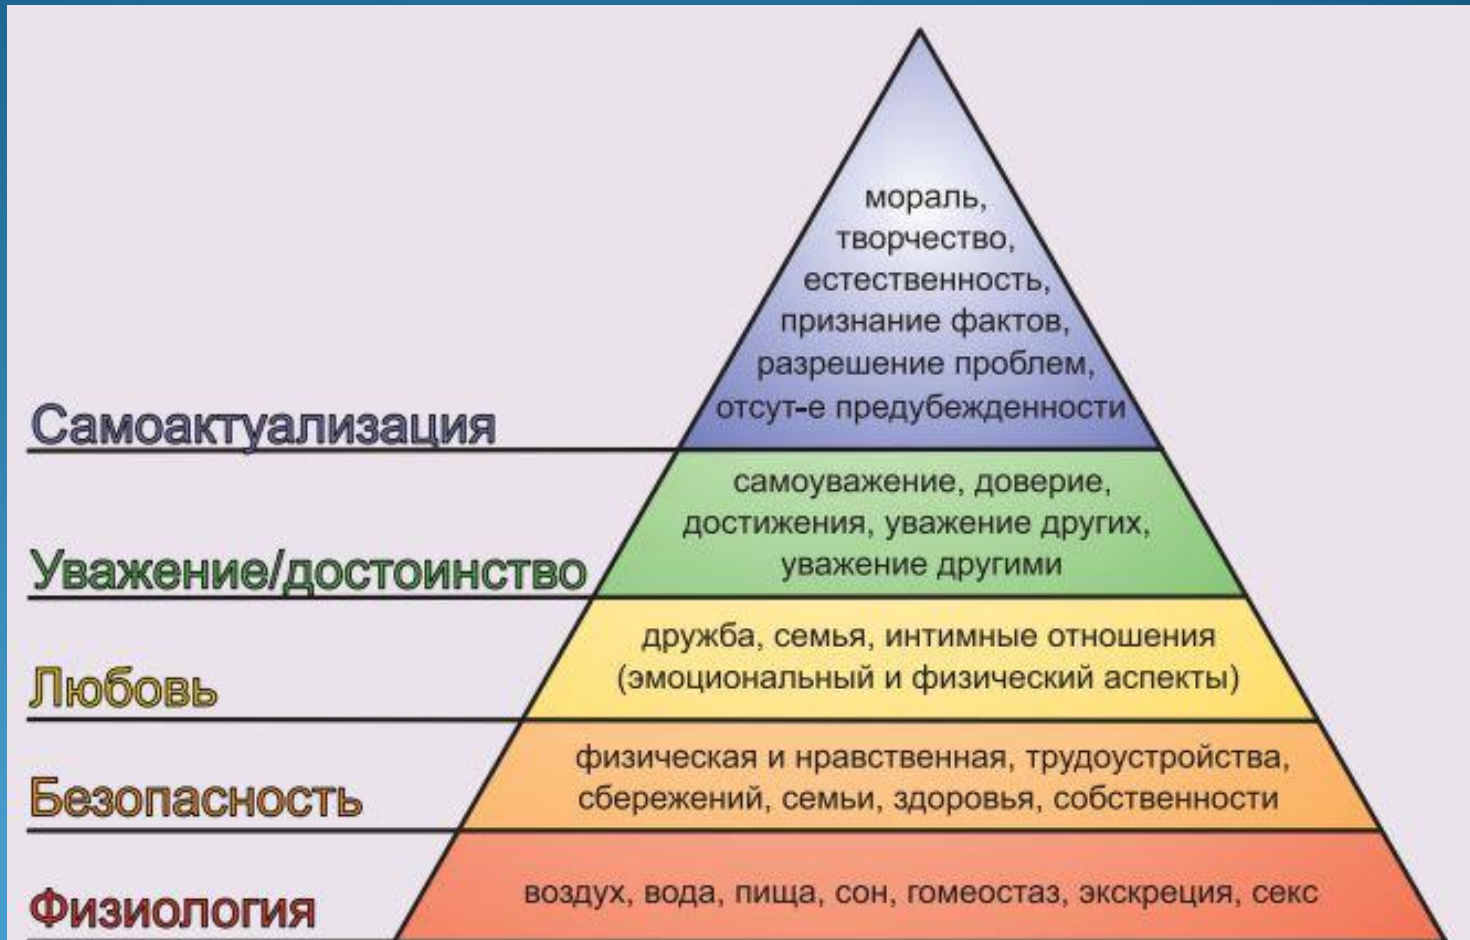 мораль,
творчество,
естественность,
признание фактов,
разрешение проблем,
отсут-е предубежденности
Самоактуализация
самоуважение, доверие,
достижения, уважение других,
уважение другими
Уважение/достоинство
дружба, семья, интимные отношения
(эмоциональный и физический аспекты)
Любовь
физическая и нравственная, трудоустройства,
сбережений, семьи, здоровья, собственности
Безопасность
воздух, вода, пища, сон, гомеостаз, экскреция, секс
Физиология